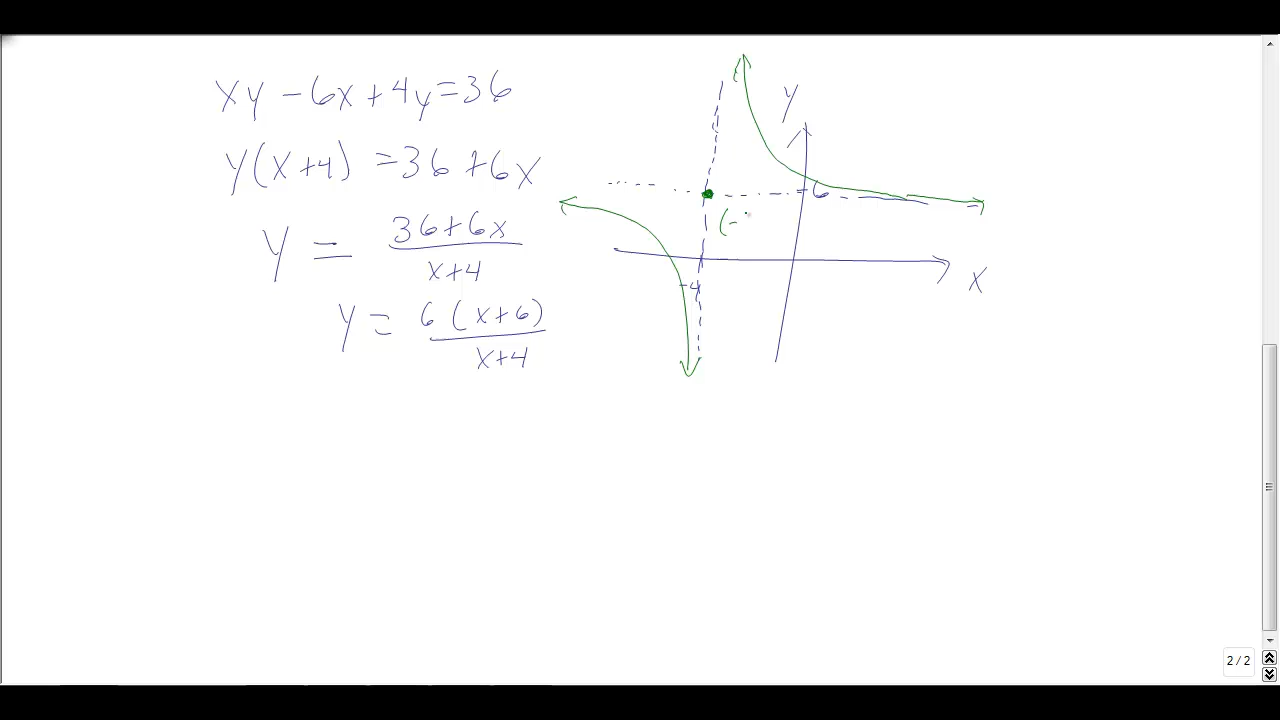 xy - 6x + 4y = 36
y(x+4) = 36 + 6x
y = 36+6x / x+4
y = 6(x+6) / x+4
y
6
(-
-4
x
2 / 2